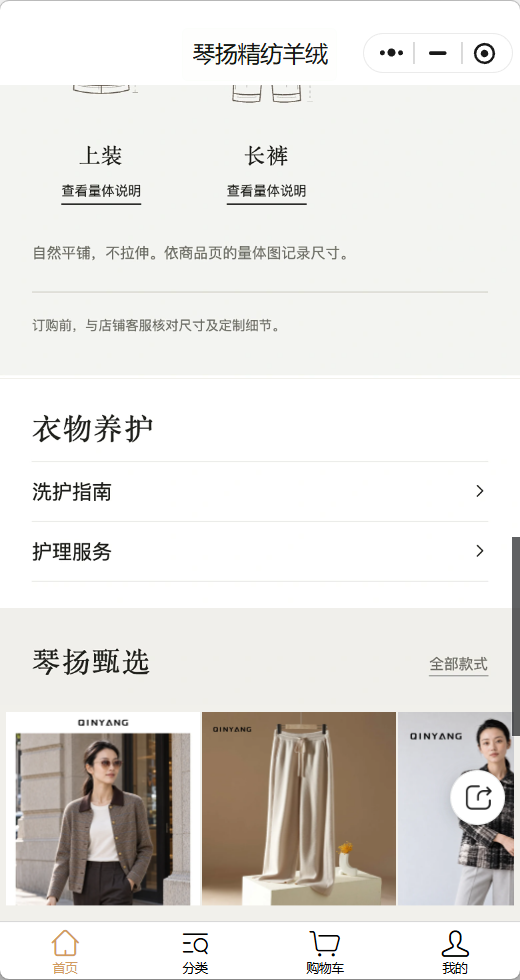 琴扬精纺羊绒
上装
长裤
查看量体说明
查看量体说明
自然平铺，不拉伸。依商品页的量体图记录尺寸。
订购前，与店铺客服核对尺寸及定制细节。
衣物养护
洗护指南
护理服务
琴扬甄选
全部款式
QINYANG
QINYANG
QINYANG
首页
分类
购物车
我的